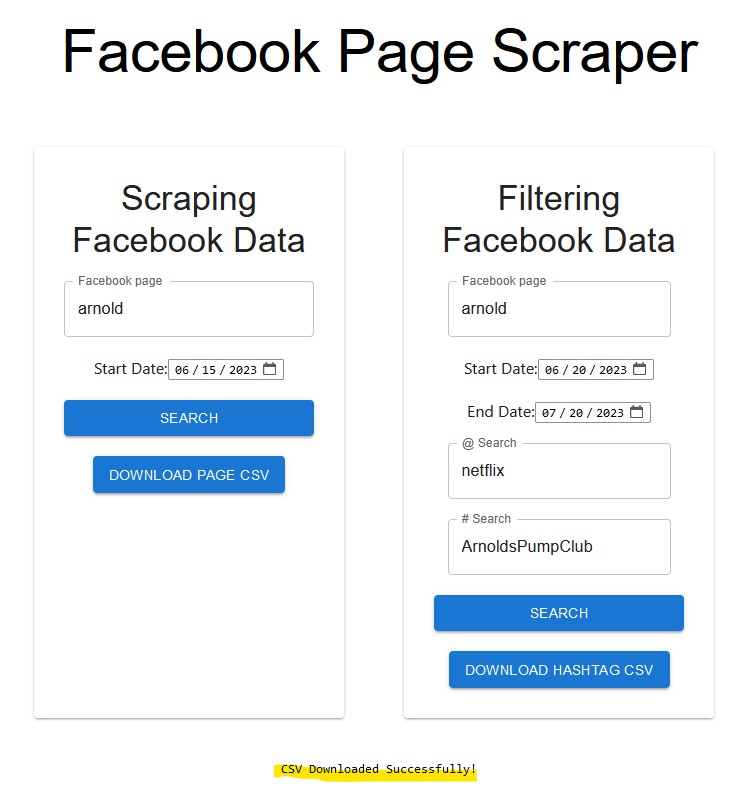 Facebook Page Scraper
Scraping
Facebook Data
Facebook page
arnold
Start Date: 06/15/2023
SEARCH
DOWNLOAD PAGE CSV
Filtering
Facebook Data
Facebook page
arnold
Start Date: 06/20/2023
End Date: 07/20/2023
@ Search
netflix
# Search
ArnoldsPumpClub
SEARCH
DOWNLOAD HASHTAG CSV
CSV Downloaded Successfully!